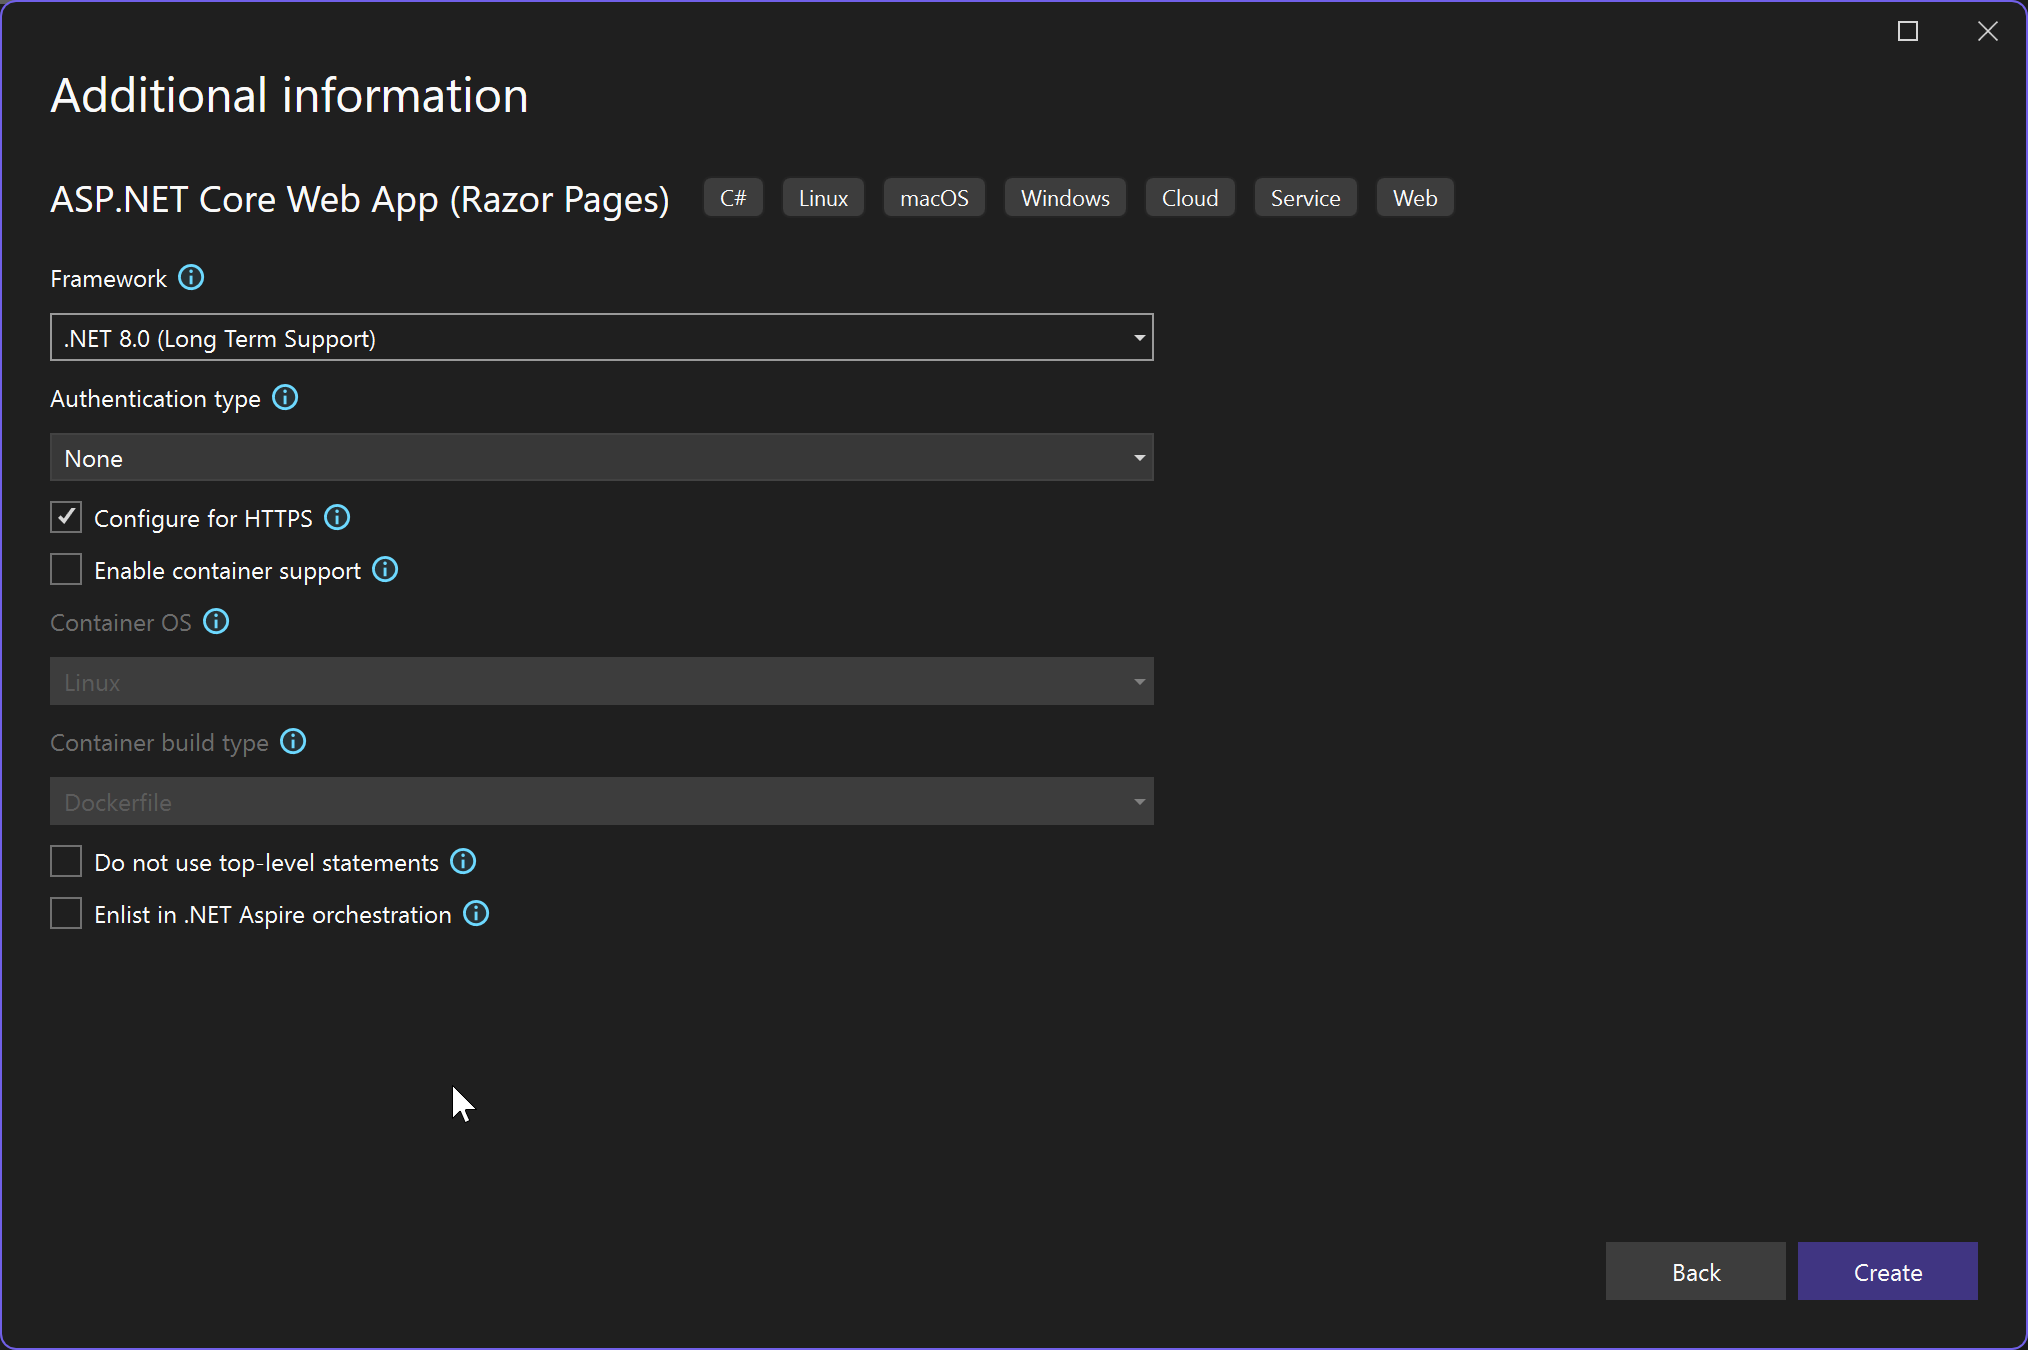 Additional information
ASP.NET Core Web App (Razor Pages) C# Linux macOS Windows Cloud Service Web
Framework
.NET 8.0 (Long Term Support)
Authentication type
None
Configure for HTTPS
Enable container support
Container OS
Linux
Container build type
Dockerfile
Do not use top-level statements
Enlist in .NET Aspire orchestration
Back Create